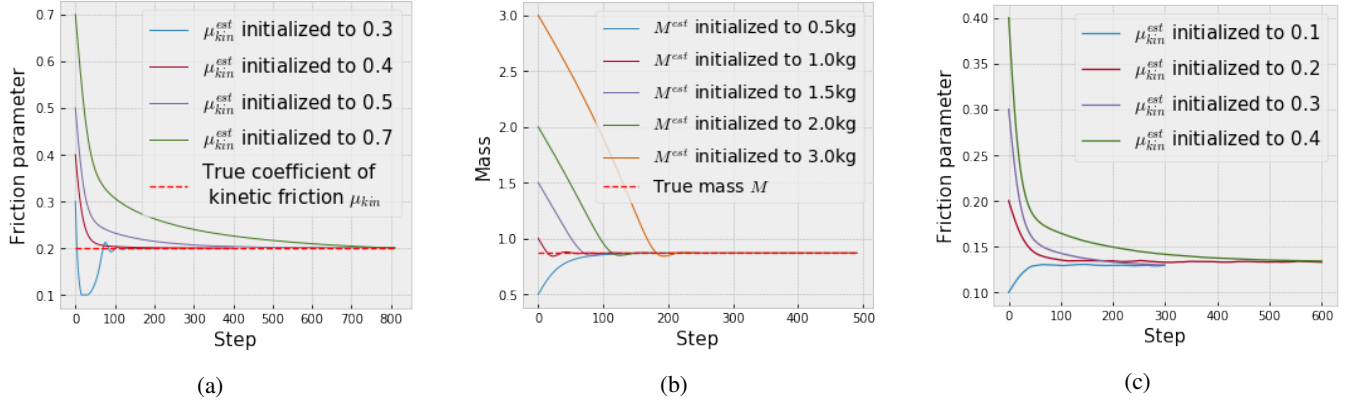 Friction parameter
0.7
0.6
0.5
0.4
0.3
0.2
0.1
μ_kin^est initialized to 0.3
μ_kin^est initialized to 0.4
μ_kin^est initialized to 0.5
μ_kin^est initialized to 0.7
True coefficient of
kinetic friction μ_kin
0 100 200 300 400 500 600 700 800
Step
(a)
Mass
3.0
2.5
2.0
1.5
1.0
0.5
M^est initialized to 0.5kg
M^est initialized to 1.0kg
M^est initialized to 1.5kg
M^est initialized to 2.0kg
M^est initialized to 3.0kg
True mass M
0 100 200 300 400 500
Step
(b)
Friction parameter
0.40
0.35
0.30
0.25
0.20
0.15
0.10
μ_kin^est initialized to 0.1
μ_kin^est initialized to 0.2
μ_kin^est initialized to 0.3
μ_kin^est initialized to 0.4
0 100 200 300 400 500 600
Step
(c)